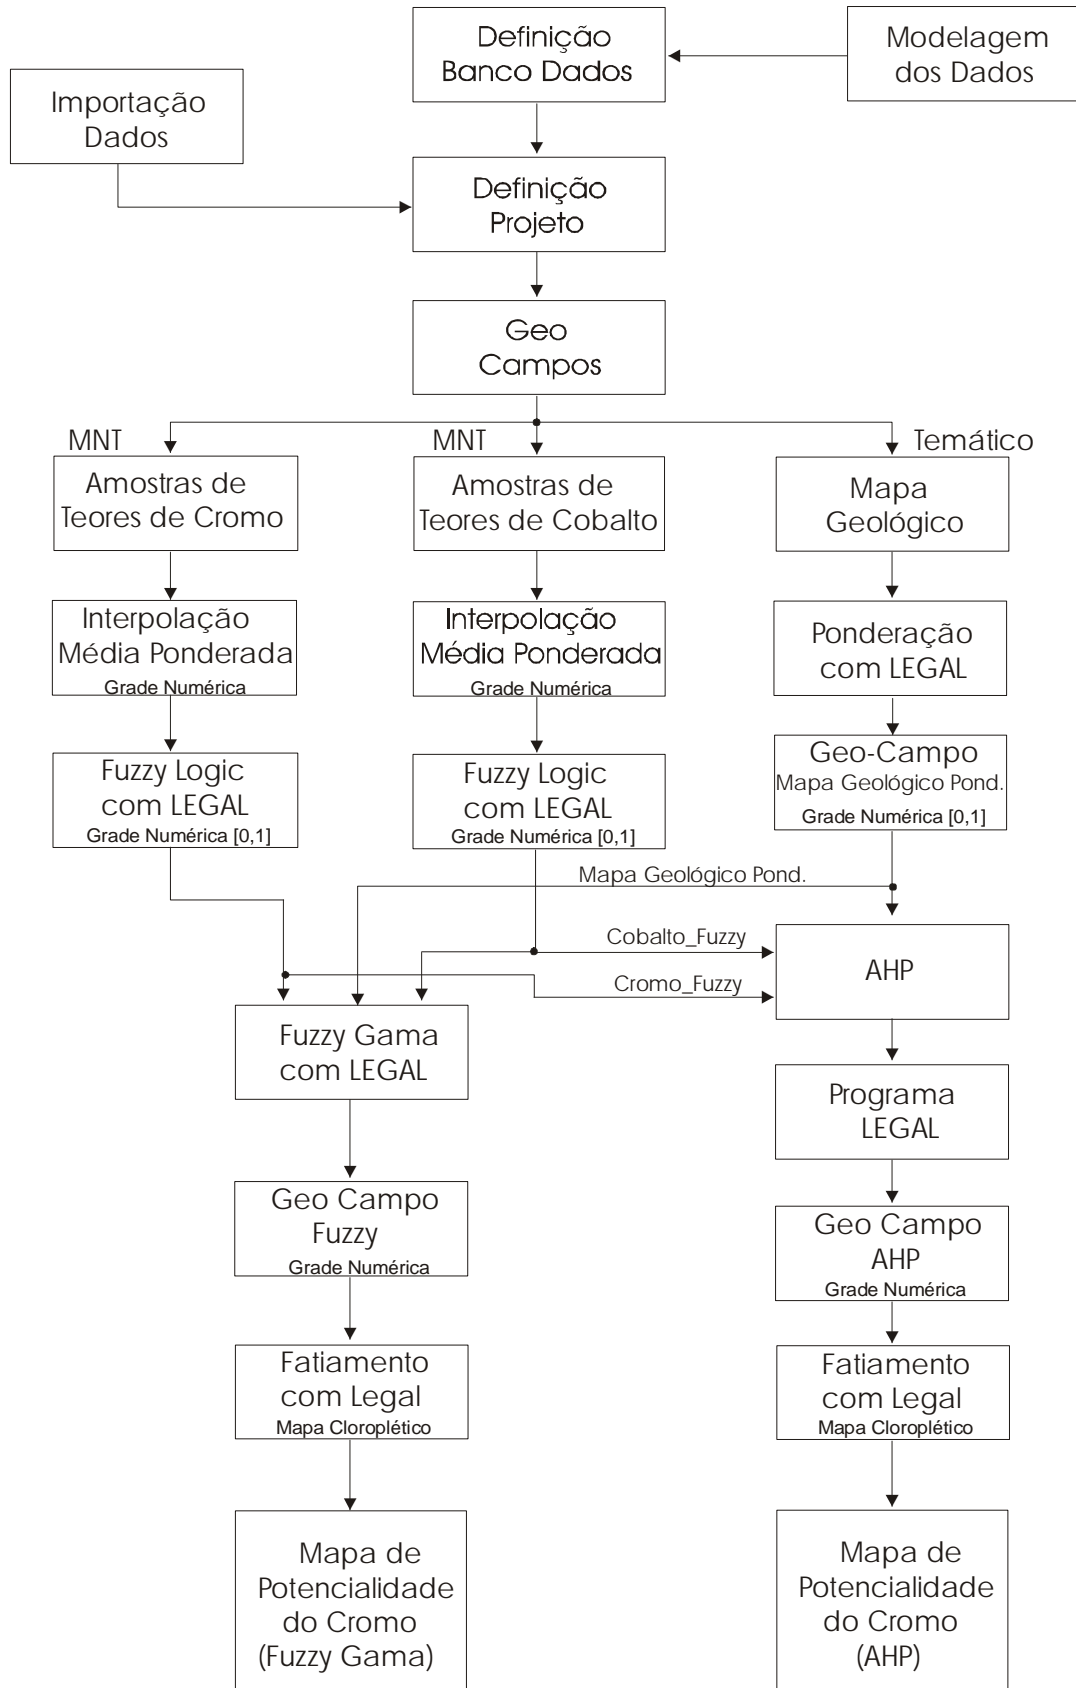 Definição
Banco Dados
Modelagem
dos Dados
Importação
Dados
Definição
Projeto
Geo
Campos
MNT
MNT
Temático
Amostras de
Teores de Cromo
Amostras de
Teores de Cobalto
Mapa
Geológico
Interpolação
Média Ponderada
Grade Numérica
Interpolação
Média Ponderada
Grade Numérica
Ponderação
com LEGAL
Fuzzy Logic
com LEGAL
Grade Numérica [0,1]
Fuzzy Logic
com LEGAL
Grade Numérica [0,1]
Geo-Campo
Mapa Geológico Pond.
Grade Numérica [0,1]
Mapa Geológico Pond.
Cobalto_Fuzzy
Cromo_Fuzzy
AHP
Fuzzy Gama
com LEGAL
Programa
LEGAL
Geo Campo
Fuzzy
Grade Numérica
Geo Campo
AHP
Grade Numérica
Fatiamento
com Legal
Mapa Cloroplético
Fatiamento
com Legal
Mapa Cloroplético
Mapa de
Potencialidade
do Cromo
(Fuzzy Gama)
Mapa de
Potencialidade
do Cromo
(AHP)